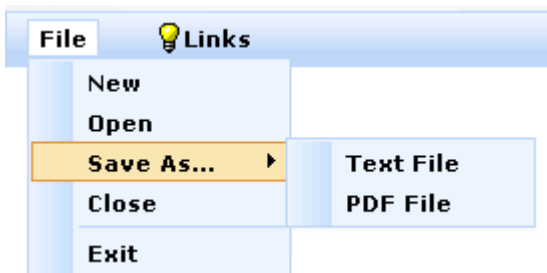 File Links
New
Open
Save As... Text File
Close PDF File
Exit